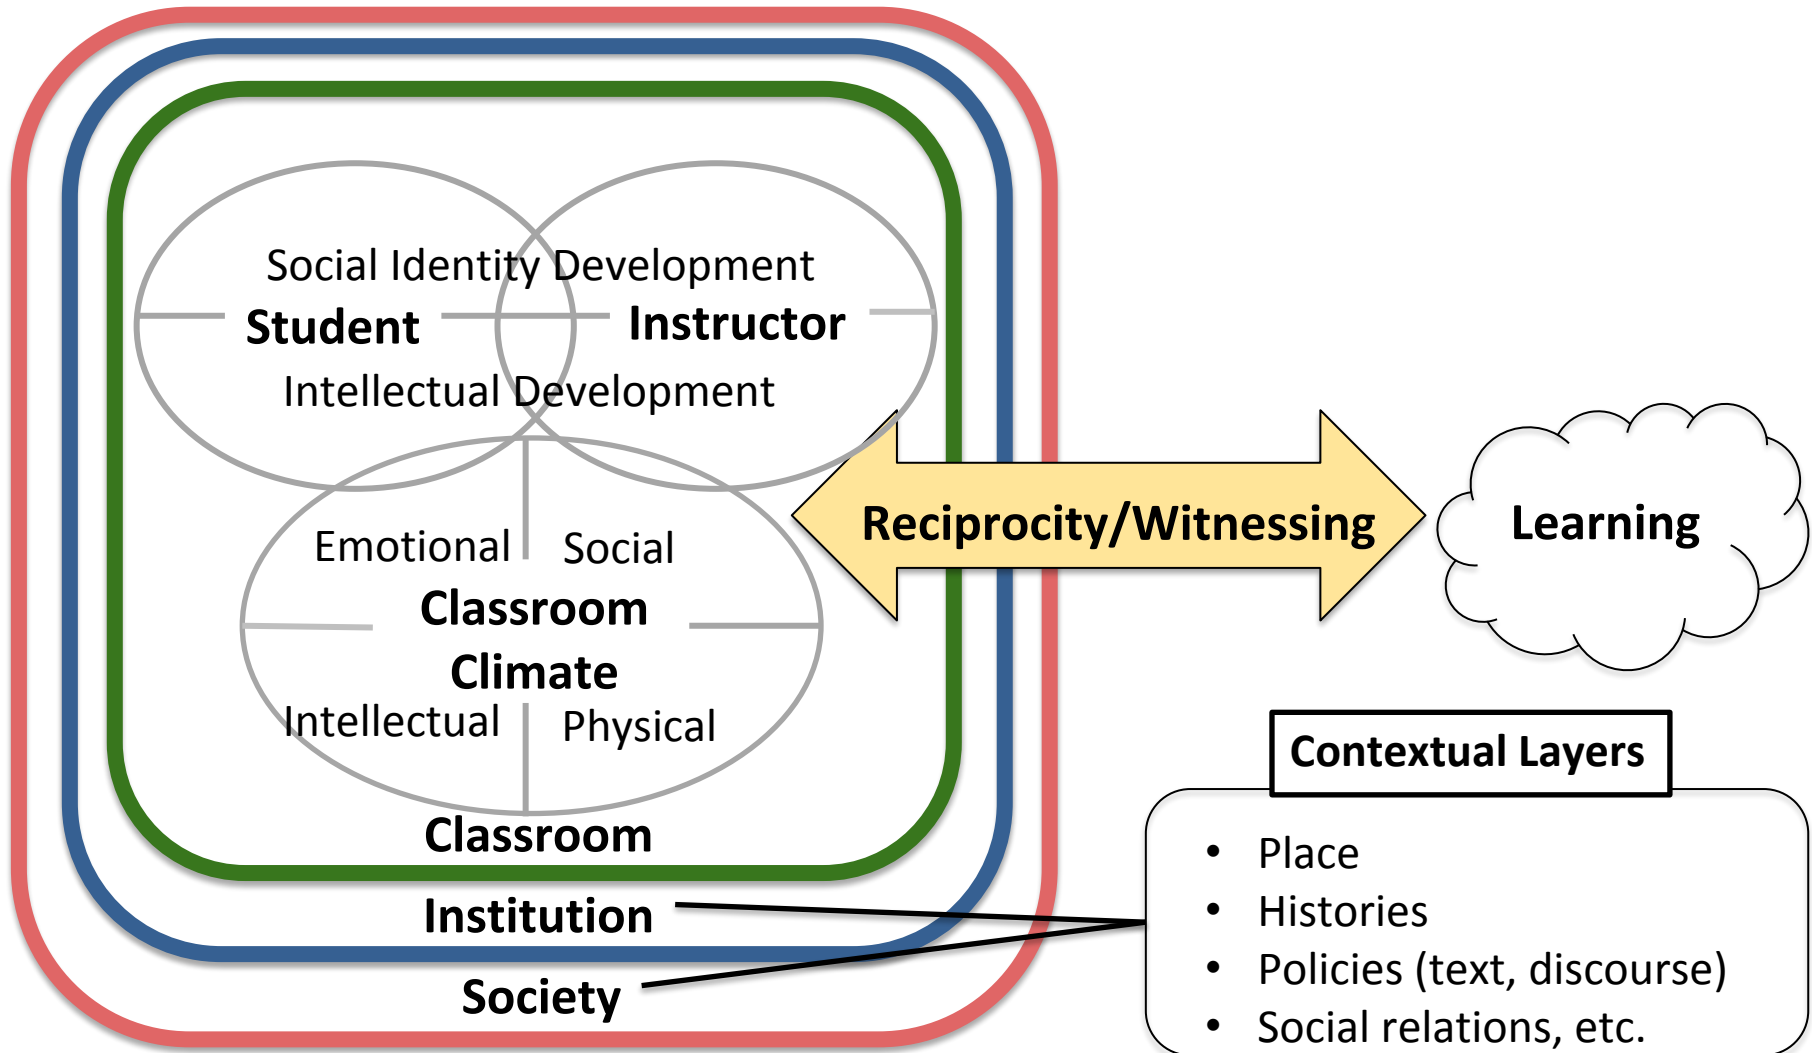 Social Identity Development
Student
Instructor
Intellectual Development
Emotional
Social
Classroom
Climate
Intellectual
Physical
Classroom
Institution
Society
Reciprocity/Witnessing
Learning
Contextual Layers
• Place
• Histories
• Policies (text, discourse)
• Social relations, etc.